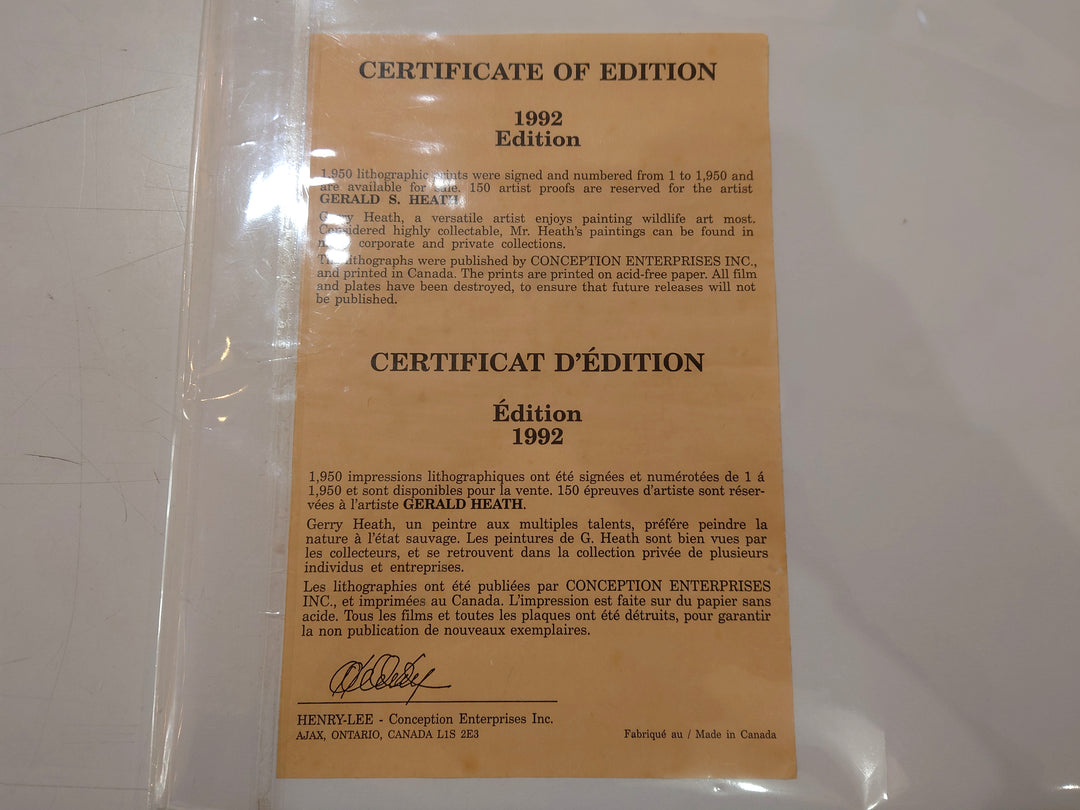 CERTIFICATE OF EDITION
1992
Edition
1,950 lithographic prints were signed and numbered from 1 to 1,950 and
are available for sale. 150 artist proofs are reserved for the artist
GERALD S. HEATH
Gerry Heath, a versatile artist enjoys painting wildlife art most.
Considered highly collectable, Mr. Heath's paintings can be found in
corporate and private collections.
The lithographs were published by CONCEPTION ENTERPRISES INC.,
and printed in Canada. The prints are printed on acid-free paper. All film
and plates have been destroyed, to ensure that future releases will not
be published.
CERTIFICAT D'ÉDITION
Édition
1992
1,950 impressions lithographiques ont été signées et numérotées de 1 á
1,950 et sont disponibles pour la vente. 150 épreuves d'artiste sont réser-
vées à l'artiste GERALD HEATH.
Gerry Heath, un peintre aux multiples talents, préfére peindre la
nature à l'état sauvage. Les peintures de G. Heath sont bien vues par
les collecteurs, et se retrouvent dans la collection privée de plusieurs
individus et entreprises.
Les lithographies ont été publiées par CONCEPTION ENTERPRISES
INC., et imprimées au Canada. L'impression est faite sur du papier sans
acide. Tous les films et toutes les plaques ont été détruits, pour garantir
la non publication de nouveaux exemplaires.
HENRY-LEE - Conception Enterprises Inc.
AJAX, ONTARIO, CANADA L1S 2E3
Fabriqué au / Made in Canada